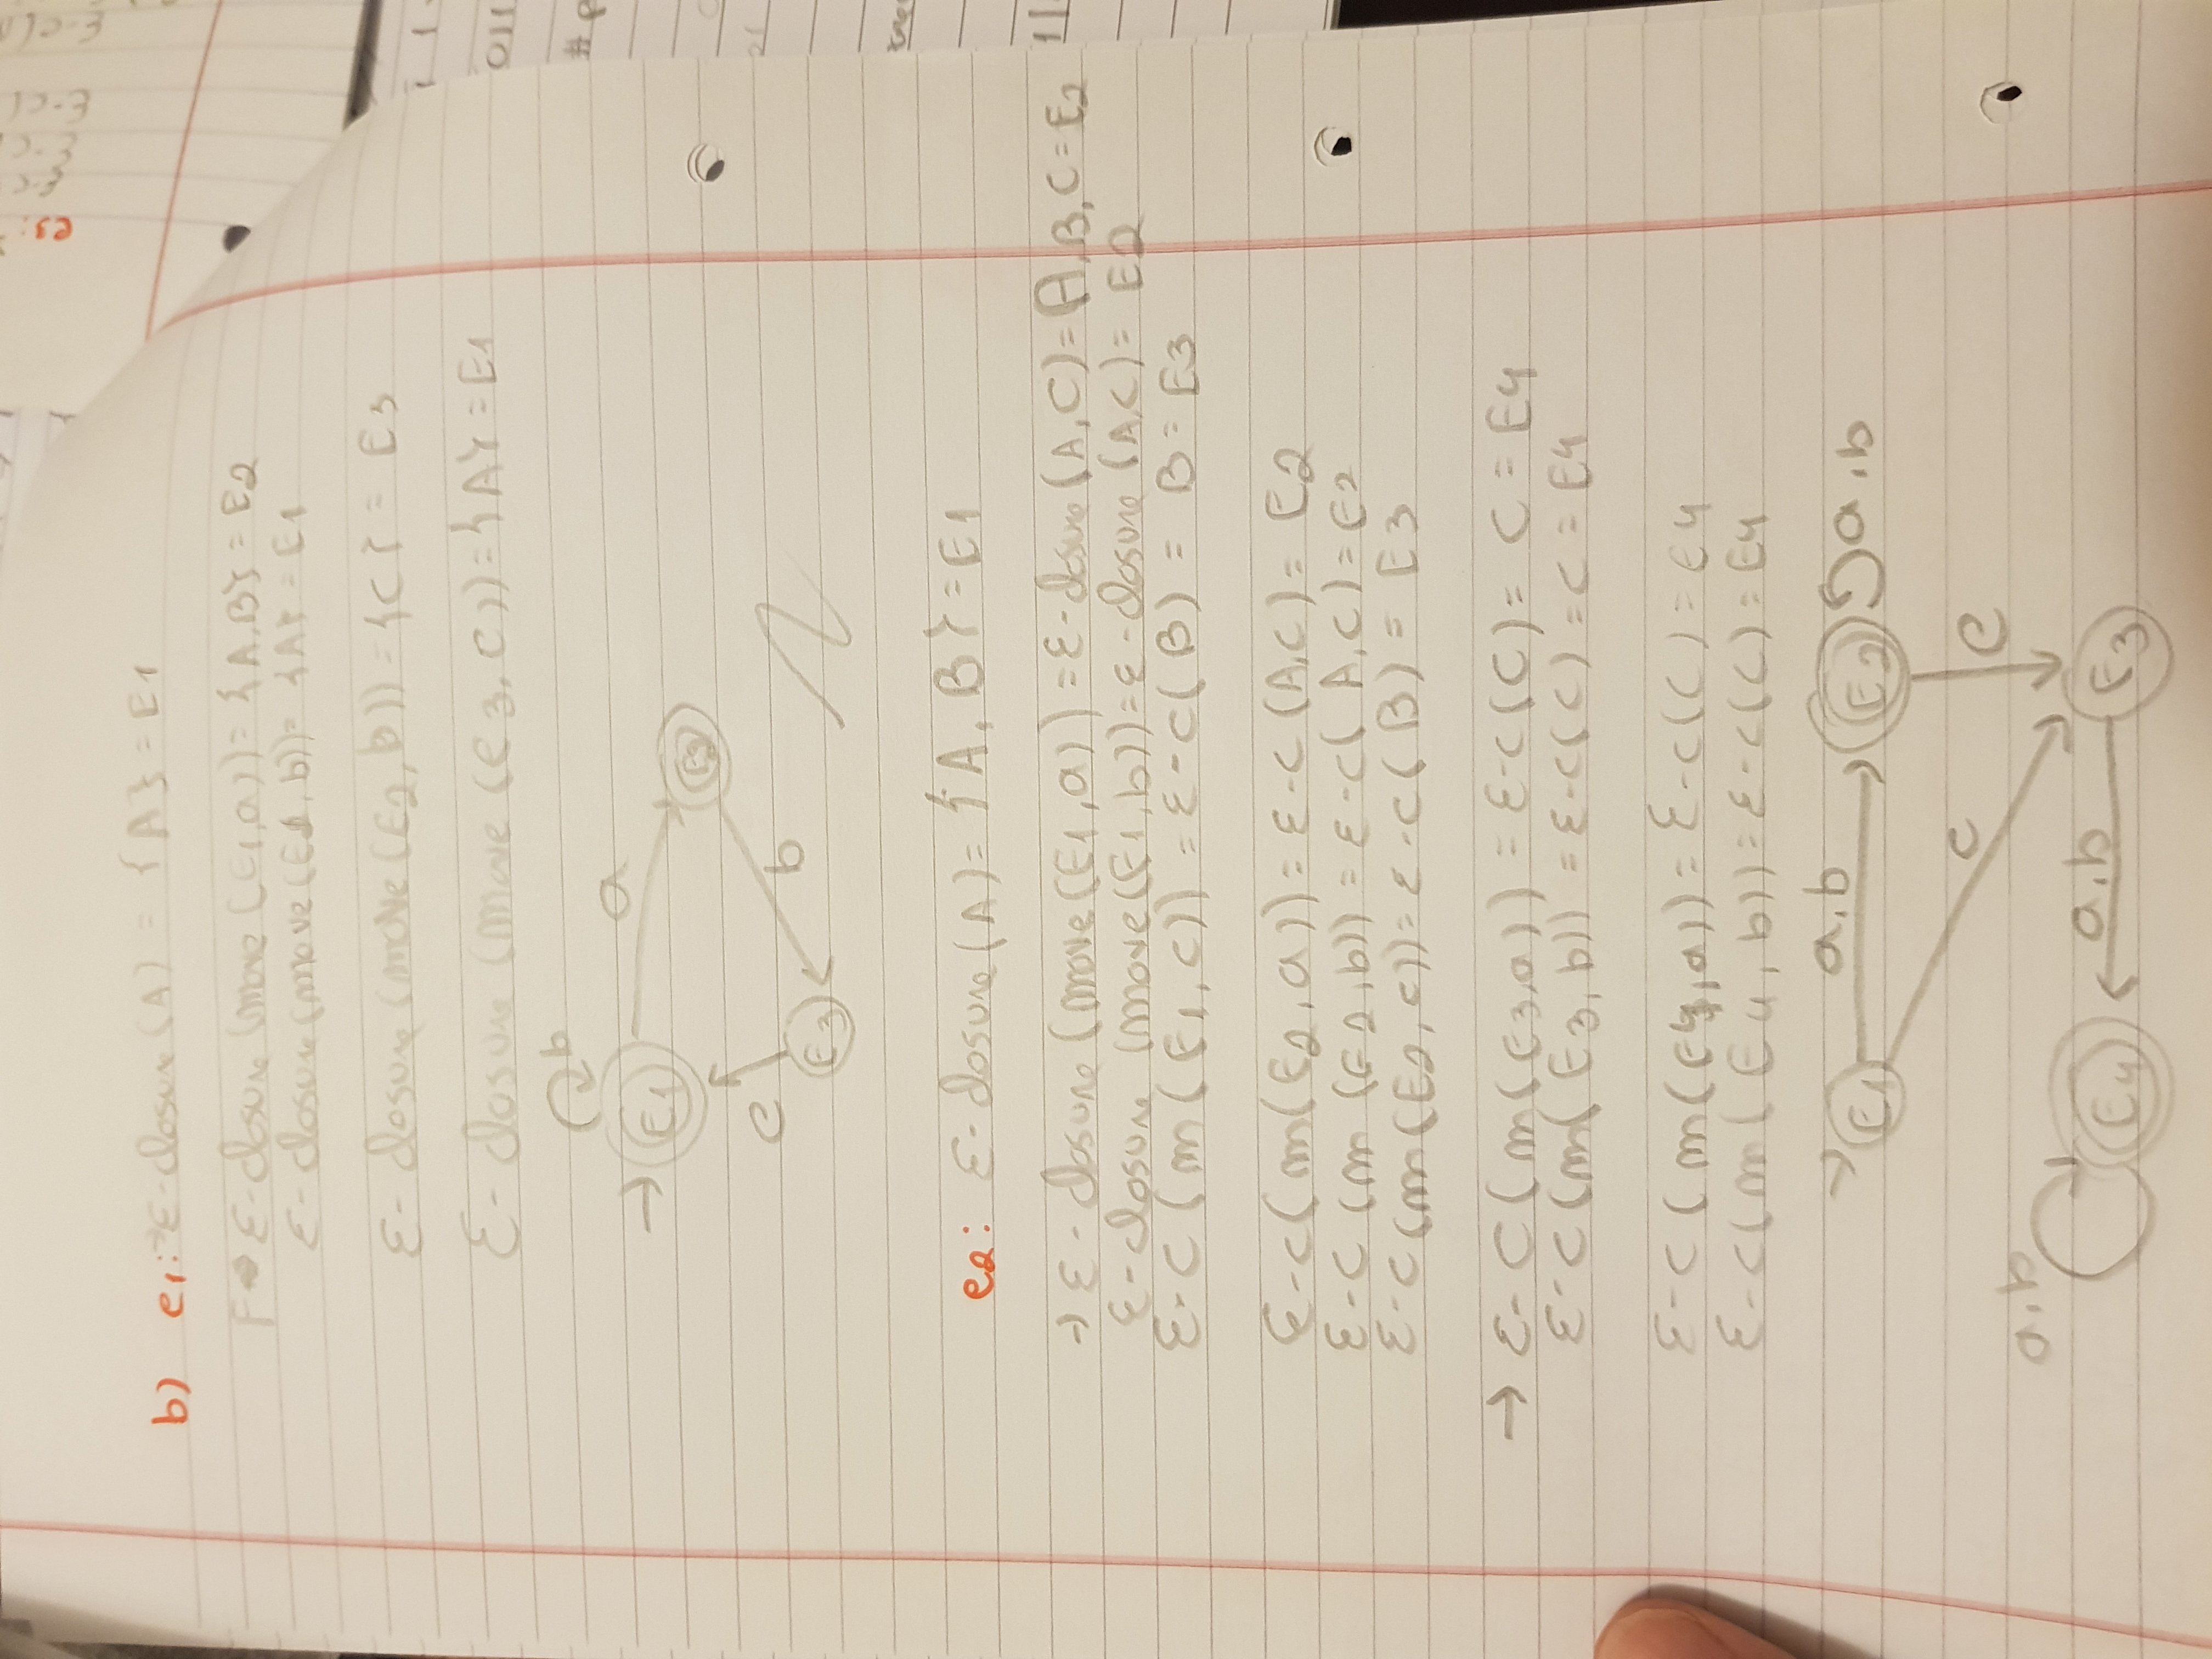 b) e1: → ε-closure (A) = {A} = E1
F → ε-closure (move (E1,a)) = {A,B} = E2
ε-closure (move (E1, b)) = {A} = E1
ε-closure (move (E2, b)) = {C} = E3
ε-closure (move (E3, c)) = {A} = E1
b
a
→ E1
E2
c
b
E3
e2: ε-closure (A) = {A, B} = E1
→ ε-closure (move (E1, a)) = ε-closure (A,C) = A,B,C = E2
ε-closure (move (E1, b)) = ε-closure (A,C) = E2
ε-c (m (E1, c)) = ε-c (B) = B = E3
ε-c (m (E2, a)) = ε-c (A,C) = E2
ε-c (m (E2, b)) = ε-c (A,C) = E2
ε-c (m (E2, c)) = ε-c (B) = E3
→ ε-c (m (E3,a)) = ε-c (C) = C = E4
ε-c (m (E3, b)) = ε-c (C) = C = E4
ε-c (m (E4,a)) = ε-c (C) = E4
ε-c (m (E4, b)) = ε-c (C) = E4
→ E1 a,b E2 a,b
c c
a,b
E4 a,b E3
e3:
011